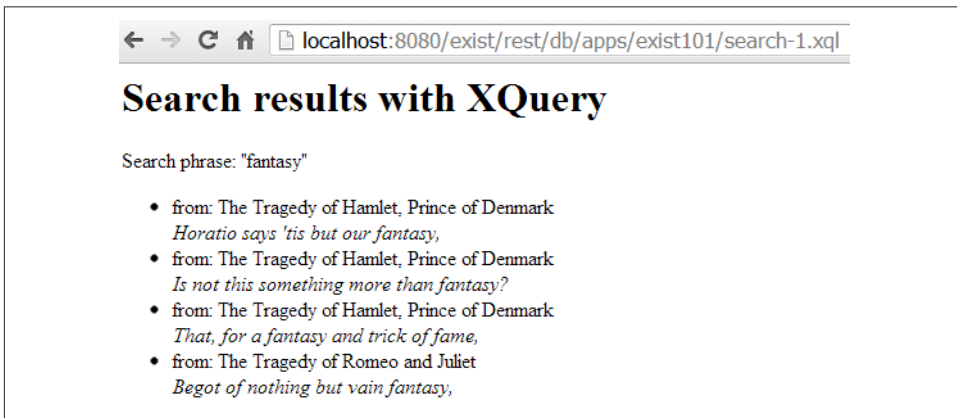 localhost:8080/exist/rest/db/apps/exist101/search-1.xql
Search results with XQuery
Search phrase: "fantasy"
• from: The Tragedy of Hamlet, Prince of Denmark
Horatio says 'tis but our fantasy,
• from: The Tragedy of Hamlet, Prince of Denmark
Is not this something more than fantasy?
• from: The Tragedy of Hamlet, Prince of Denmark
That, for a fantasy and trick of fame,
• from: The Tragedy of Romeo and Juliet
Begot of nothing but vain fantasy,